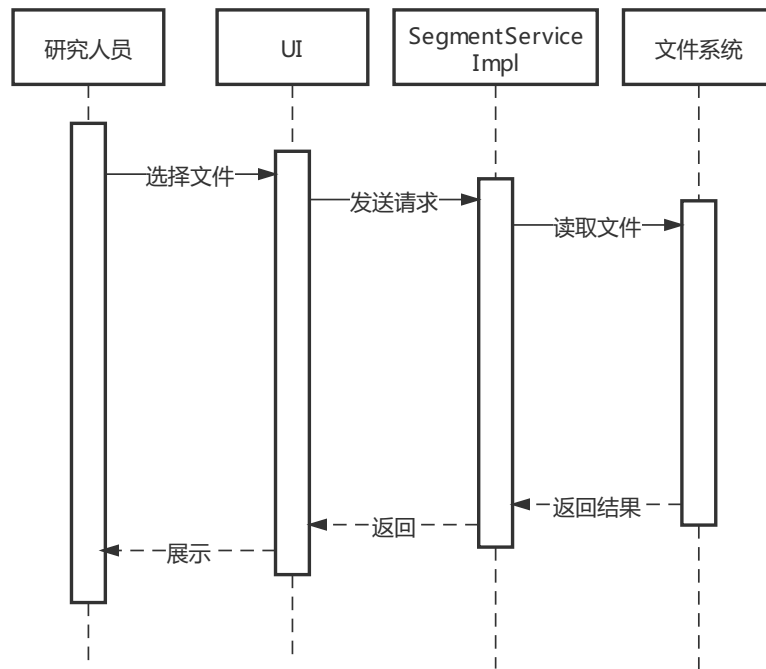 研究人员
UI
SegmentService
Impl
文件系统
选择文件
发送请求
读取文件
返回结果
返回
展示